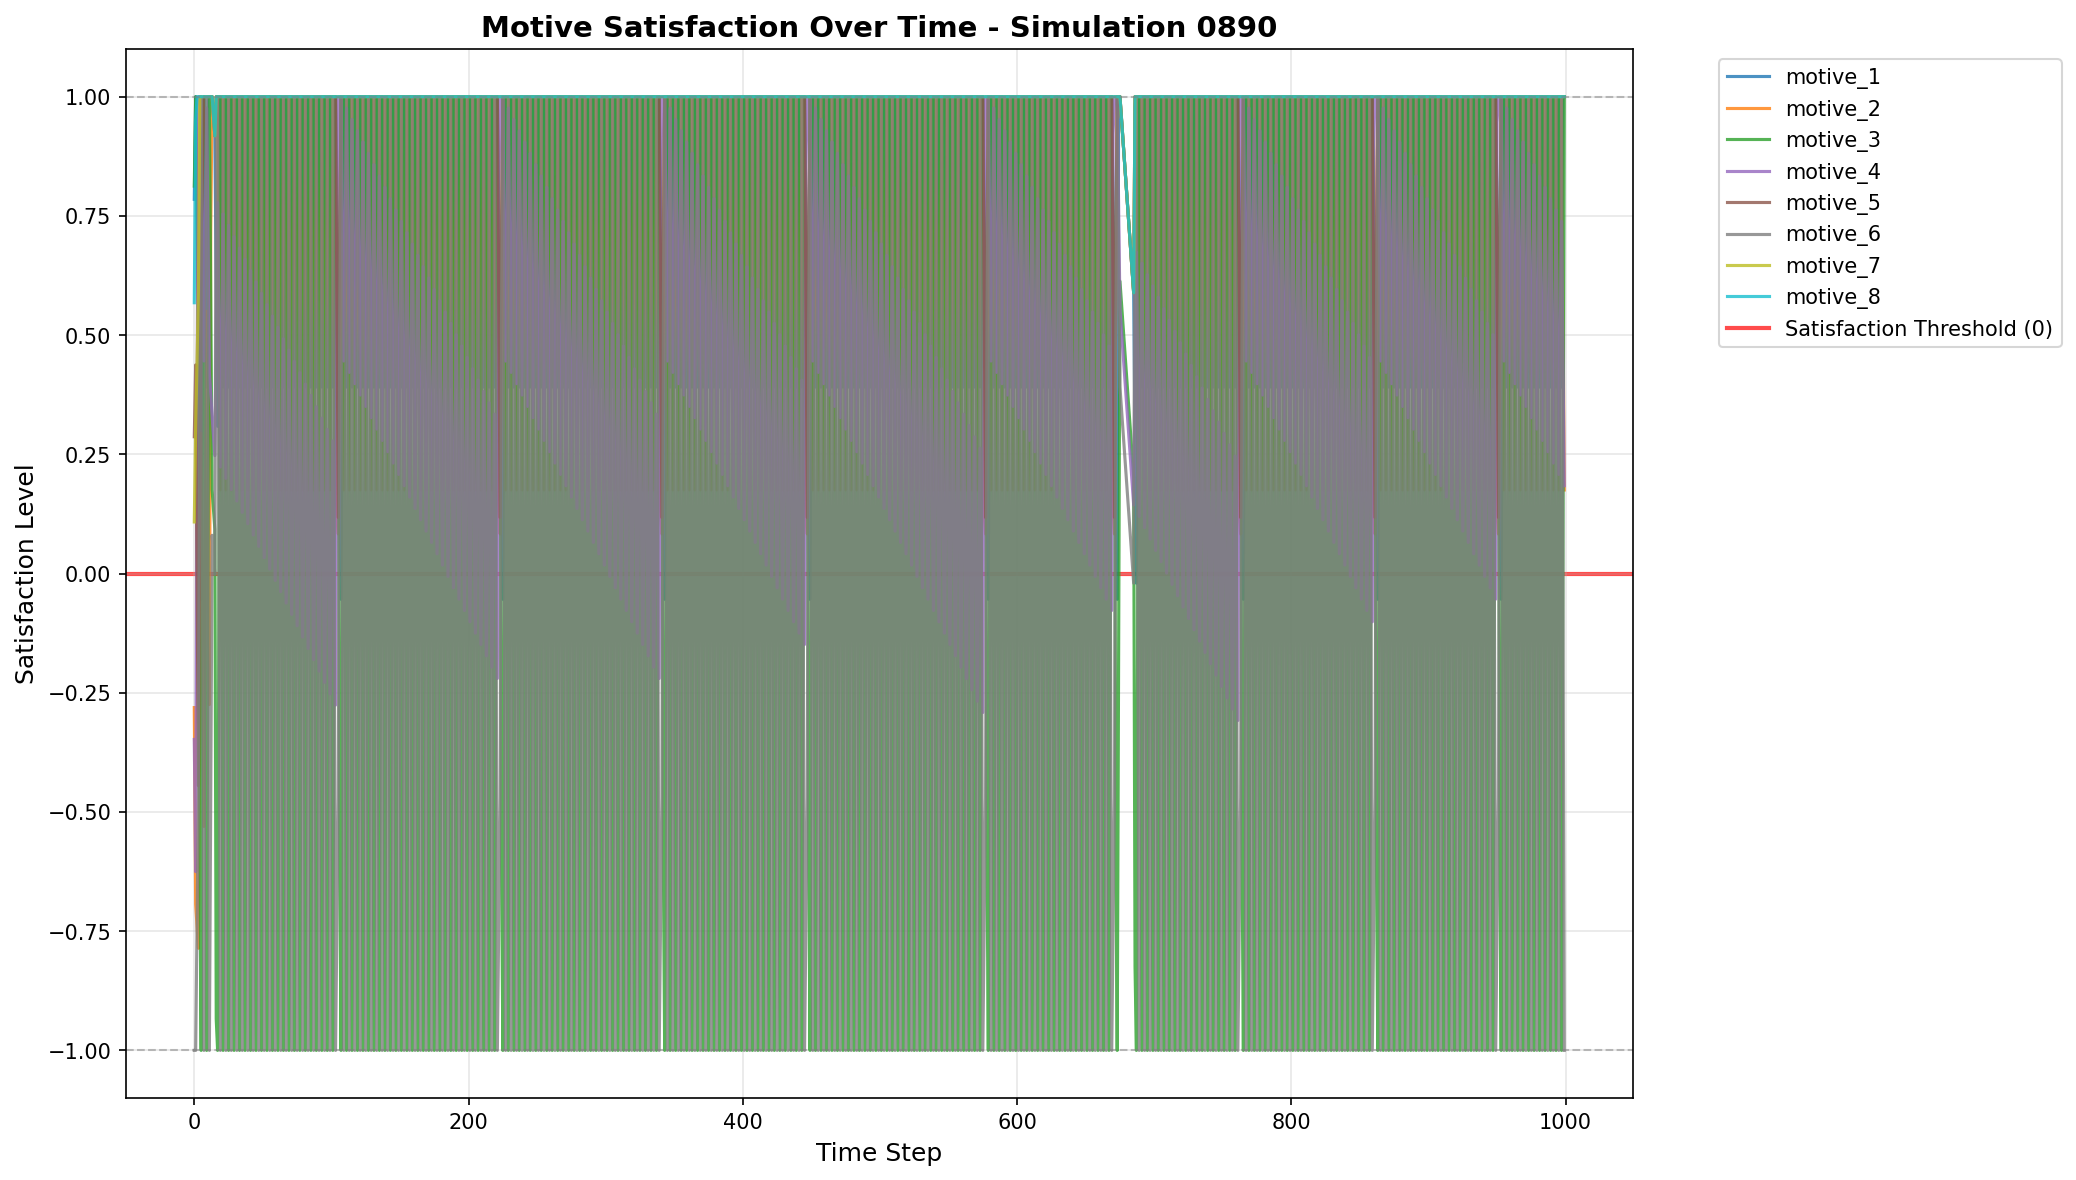 Motive Satisfaction Over Time - Simulation 0890
Satisfaction Level
1.00
0.75
0.50
0.25
0.00
−0.25
−0.50
−0.75
−1.00
0
200
400
600
800
1000
Time Step
motive_1
motive_2
motive_3
motive_4
motive_5
motive_6
motive_7
motive_8
Satisfaction Threshold (0)